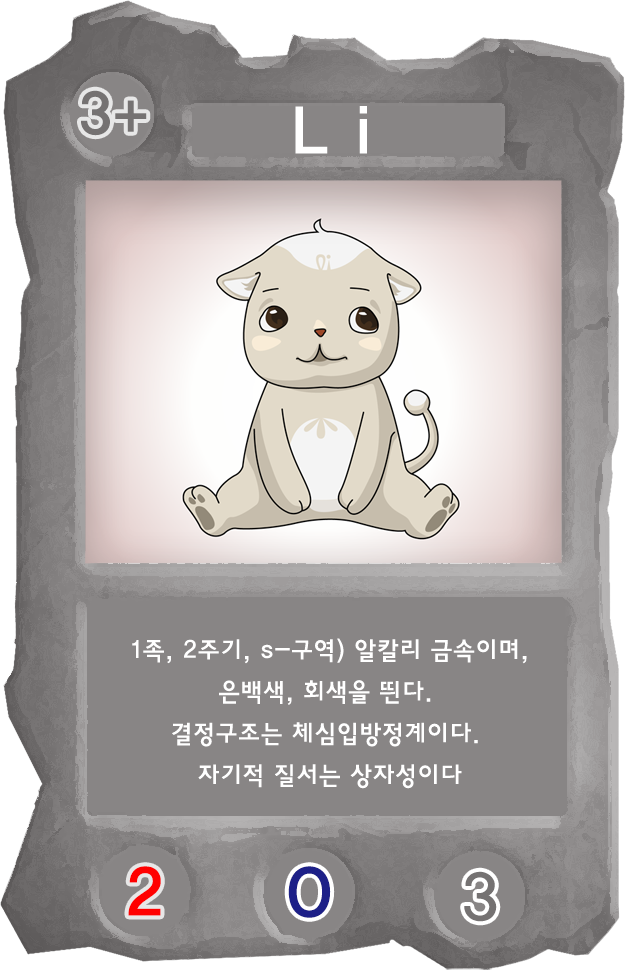 3+
Li
1족, 2주기, s-구역) 알칼리 금속이며,
은백색, 회색을 띈다.
결정구조는 체심입방정계이다.
자기적 질서는 상자성이다
2 0 3